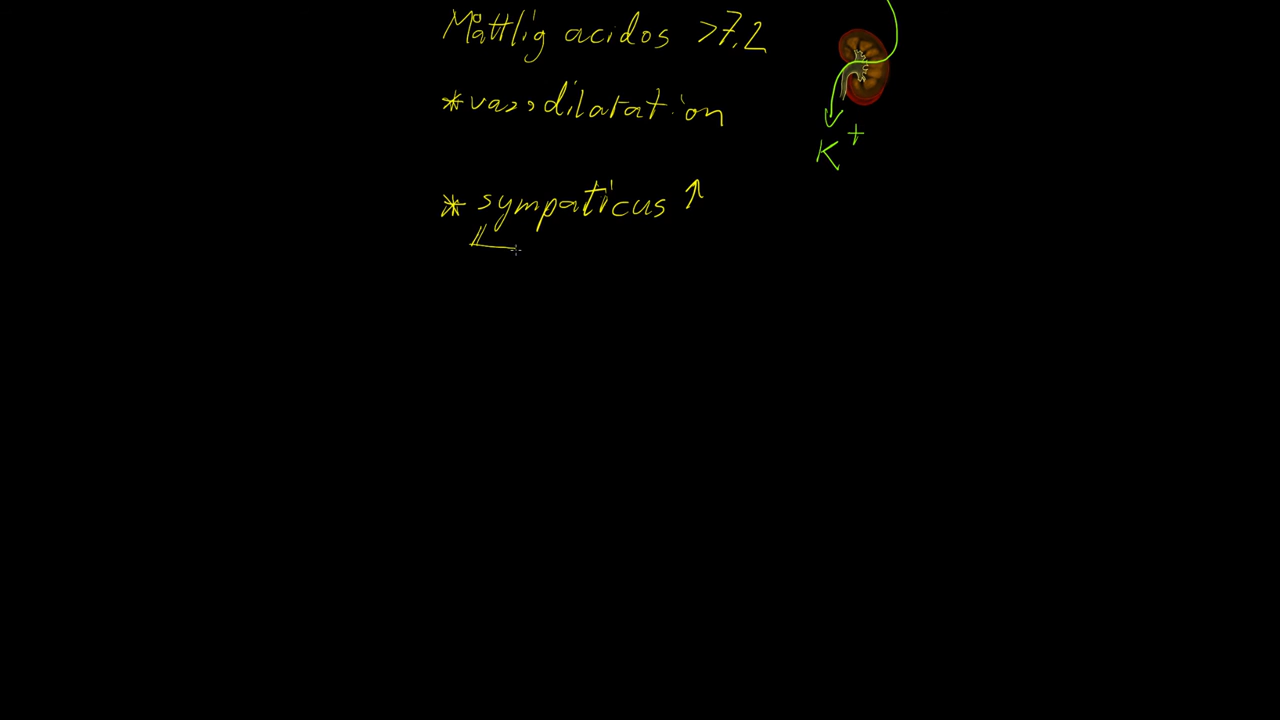 Måttlig acidos >7.2
*vasodilatation
K+
* sympaticus ↑